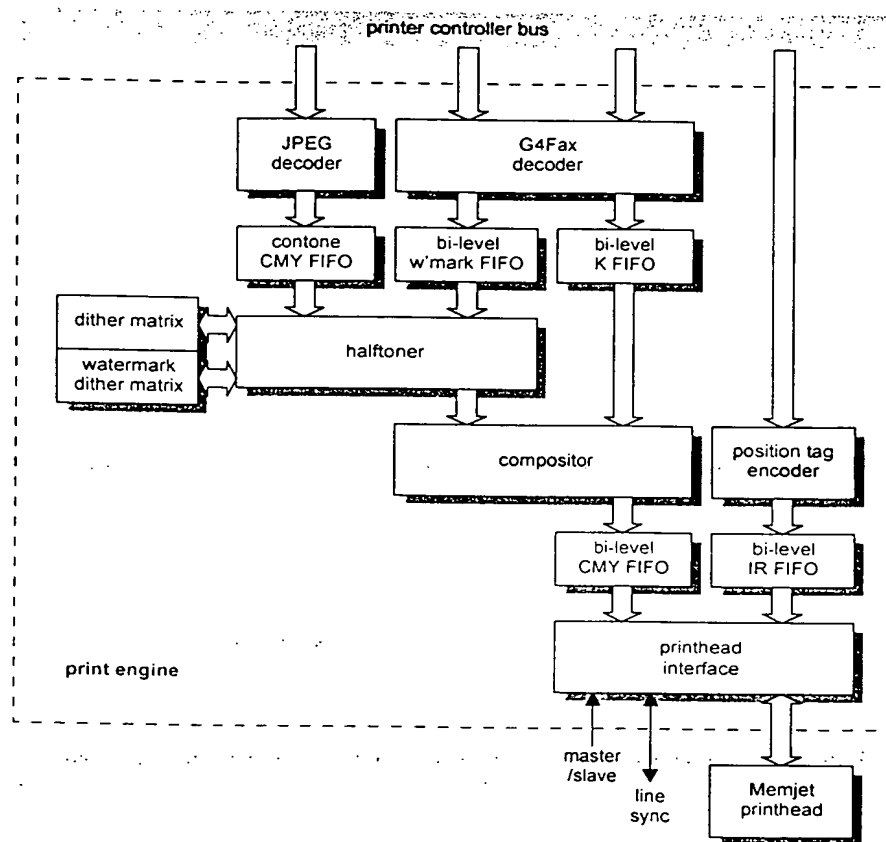 printer controller bus
JPEG
decoder
G4Fax
decoder
contone
CMY FIFO
bi-level
w'mark FIFO
bi-level
K FIFO
dither matrix
watermark
dither matrix
halftoner
compositor
position tag
encoder
bi-level
CMY FIFO
bi-level
IR FIFO
printhead
interface
print engine
master
/slave
line
sync
Memjet
printhead